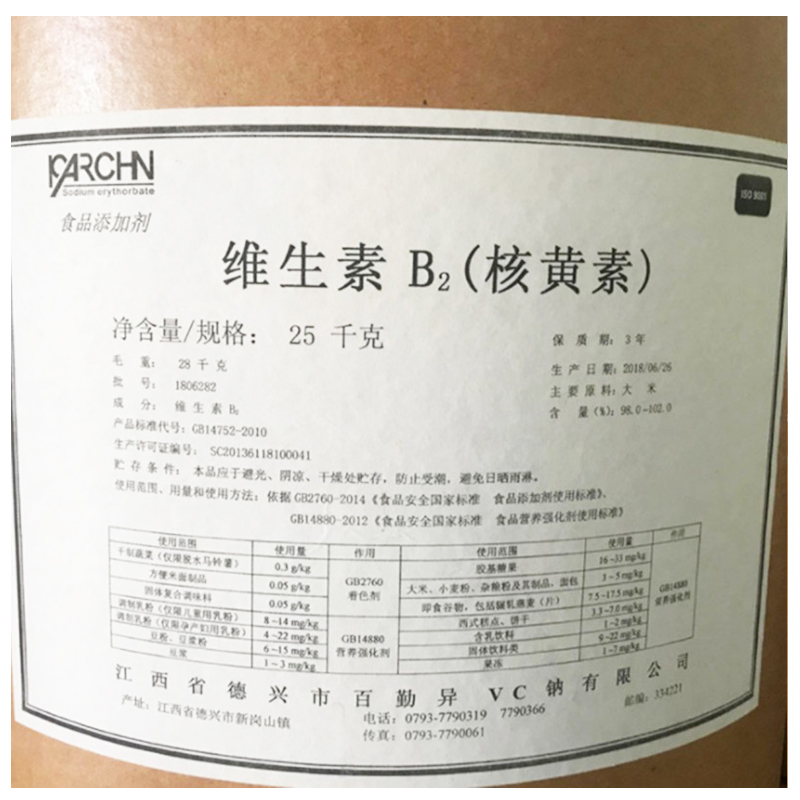 KARCHN
Sodium erythorbate
食品添加剂
ISO 9001
维生素 B₂(核黄素)
净含量/规格: 25 千克
毛 重: 28 千克
批 号: 1806282
成 分: 维生素 B₂
产品标准代号: GB14752-2010
生产许可证编号: SC20136118100041
保 质 期: 3 年
生 产 日 期: 2018/06/26
主 要 原 料: 大 米
含 量(%): 98.0-102.0
贮 存 条 件: 本品应于避光、阴凉、干燥处贮存,防止受潮,避免日晒雨淋。
使用范围、用量和使用方法: 依据 GB2760-2014《食品安全国家标准 食品添加剂使用标准》、
GB14880-2012《食品安全国家标准 食品营养强化剂使用标准》
使用范围 使用量 作用 使用范围 使用量 作用
干制蔬菜(仅限脱水马铃薯) 0.3 g/kg GB2760 着色剂 胶基糖果 16~33 mg/kg GB14880 营养强化剂
方便米面制品 0.05 g/kg 大米、小麦粉、杂粮粉及其制品、面包 3~5 mg/kg
固体复合调味料 0.05 g/kg 即食谷物,包括辗轧燕麦(片) 7.5~17.5 mg/kg
调制乳粉(仅限儿童用乳粉) 8~14 mg/kg GB14880 营养强化剂 西式糕点、饼干 3.3~7.0 mg/kg
调制乳粉(仅限孕产妇用乳粉) 4~22 mg/kg 含乳饮料 1~2 mg/kg
豆粉、豆浆粉 6~15 mg/kg 固体饮料类 9~22 mg/kg
豆浆 1~3 mg/kg 果冻 1~7 mg/kg
江西省德兴市百勤异 VC 钠有限公司
产址: 江西省德兴市新岗山镇
电话: 0793-7790319 7790366
传真: 0793-7790061
邮编: 334221